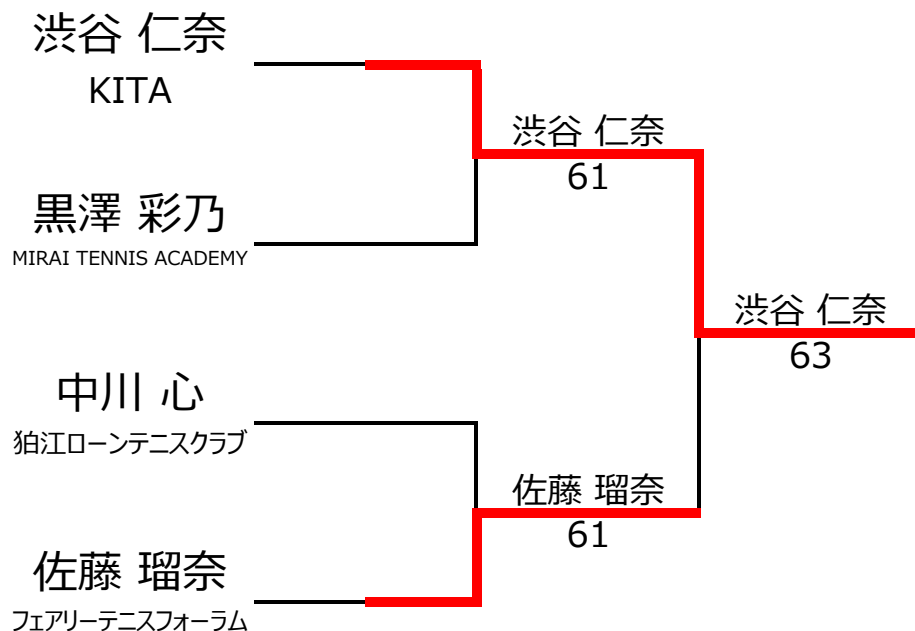 渋谷 仁奈
KITA
黒澤 彩乃
MIRAI TENNIS ACADEMY
中川 心
狛江ローンテニスクラブ
佐藤 瑠奈
フェアリーテニスフォーラム
渋谷 仁奈
61
佐藤 瑠奈
61
渋谷 仁奈
63